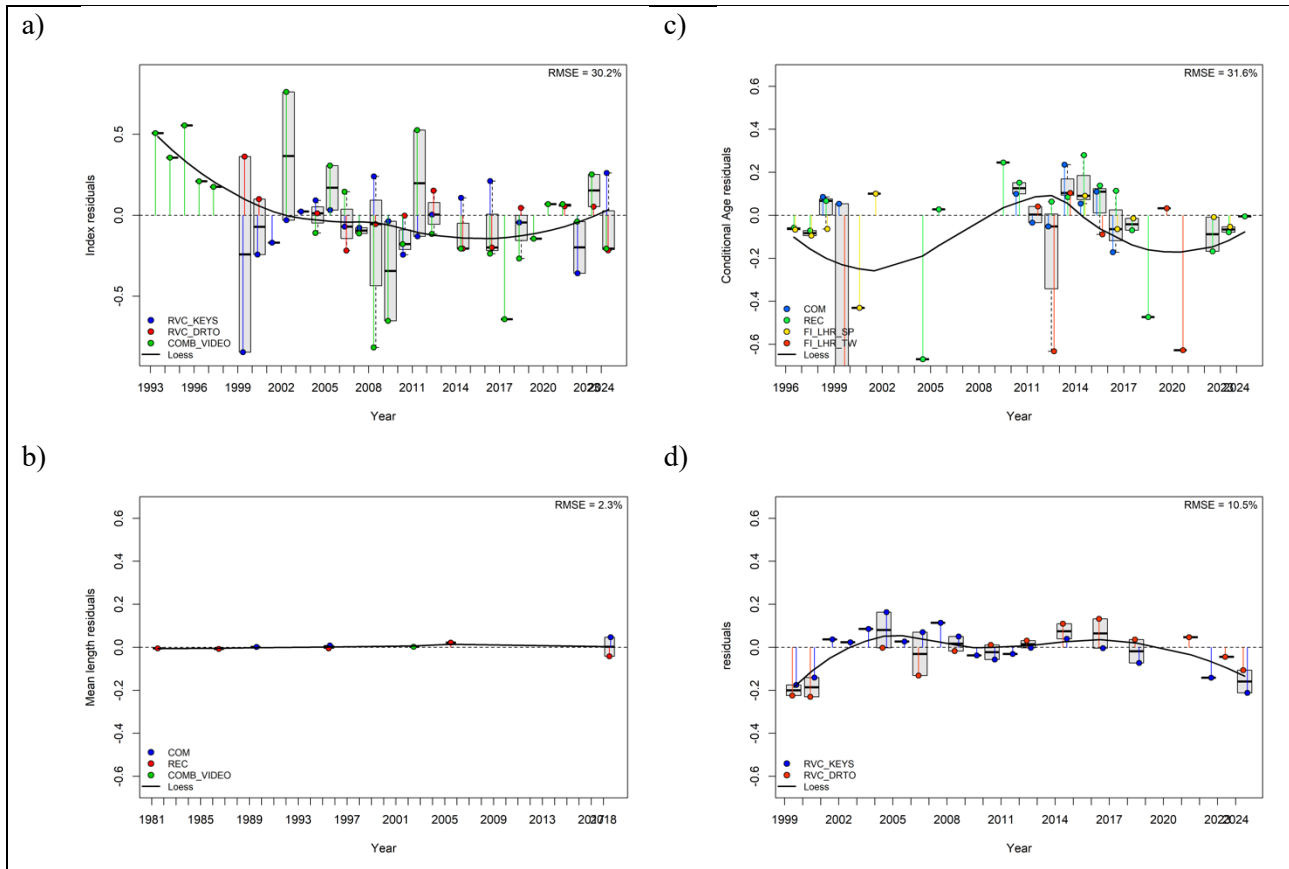 a)
RMSE = 30.2%
Index residuals
0.5
0.0
-0.5
RVC_KEYS
RVC_DRTO
COMB_VIDEO
Loess
1993 1996 1999 2002 2005 2008 2011 2014 2017 2020 2023 2024
Year
c)
RMSE = 31.6%
Conditional Age residuals
0.6
0.4
0.2
0.0
-0.2
-0.4
-0.6
COM
REC
FI_LHR_SP
FI_LHR_TW
Loess
1996 1999 2002 2005 2008 2011 2014 2017 2020 2023 2024
Year
b)
RMSE = 2.3%
Mean length residuals
0.6
0.4
0.2
0.0
-0.2
-0.4
-0.6
COM
REC
COMB_VIDEO
Loess
1981 1985 1989 1993 1997 2001 2005 2009 2013 2017 2018
Year
d)
RMSE = 10.5%
residuals
0.6
0.4
0.2
0.0
-0.2
-0.4
-0.6
RVC_KEYS
RVC_DRTO
Loess
1999 2002 2005 2008 2011 2014 2017 2020 2023 2024
Year